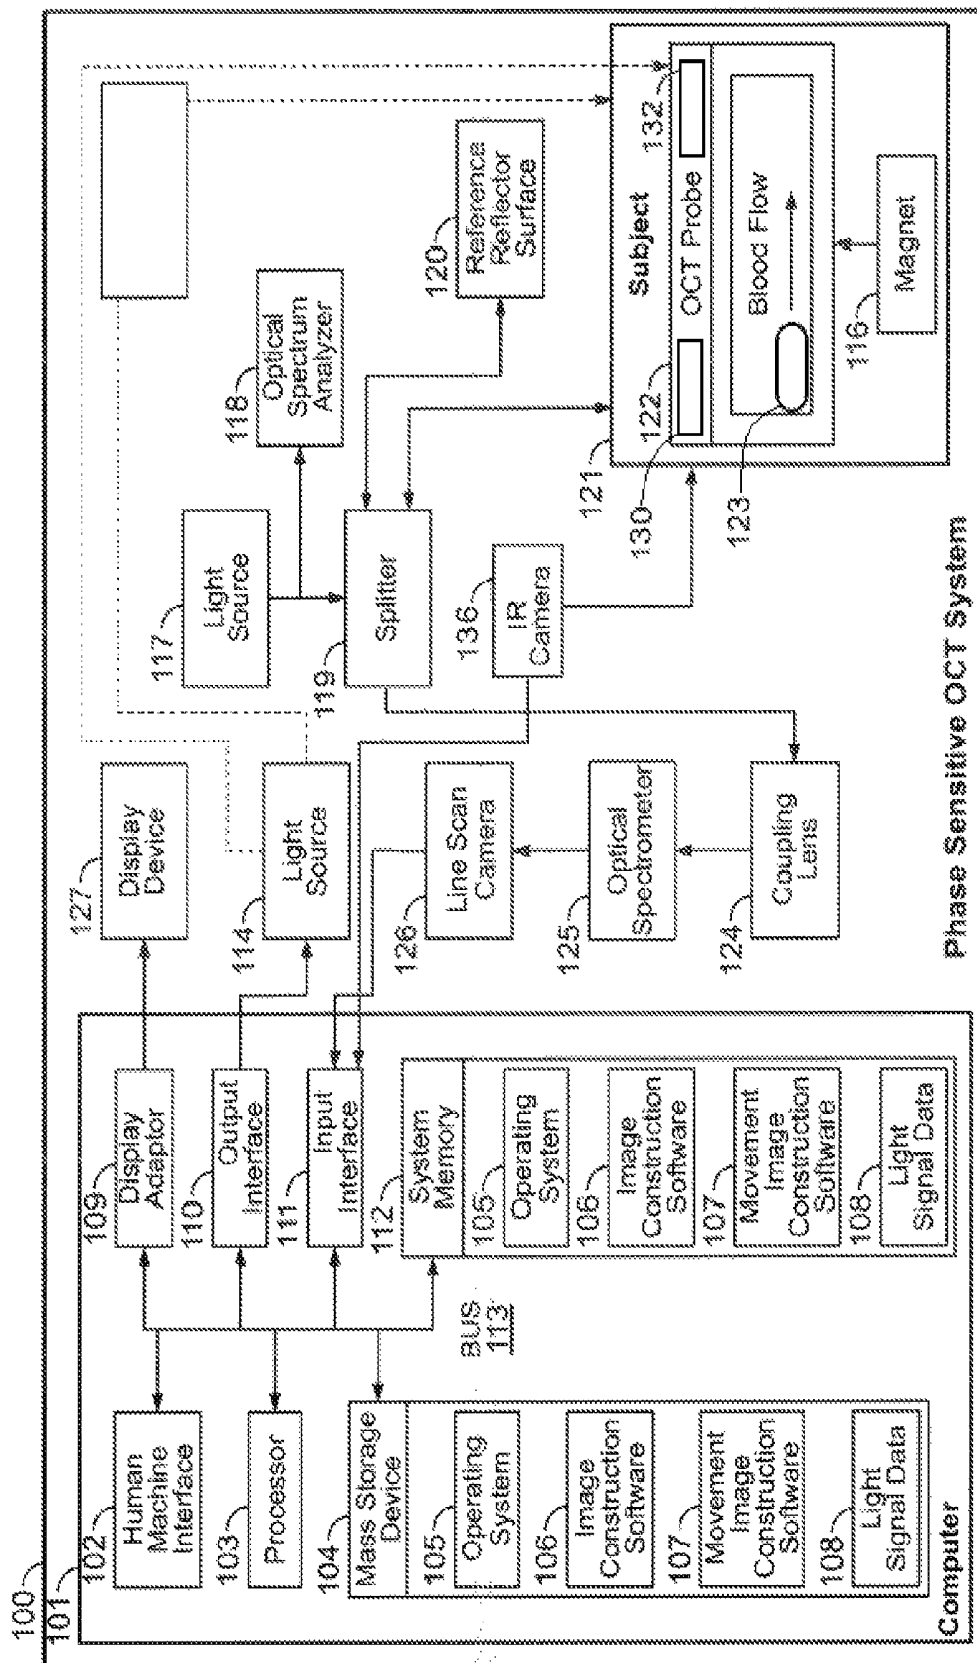 100
101
102
Human
Machine
Interface
103
Processor
104
Mass Storage
Device
105
Operating
System
106
Image
Construction
Software
107
Movement
Image
Construction
Software
108
Light
Signal Data
Computer
BUS
113
109
Display
Adaptor
110
Output
Interface
111
Input
Interface
112
System
Memory
105
Operating
System
106
Image
Construction
Software
107
Movement
Image
Construction
Software
108
Light
Signal Data
127
Display
Device
114
Light
Source
126
Line Scan
Camera
125
Optical
Spectrometer
124
Coupling
Lens
117
Light
Source
118
Optical
Spectrum
Analyzer
119
Splitter
120
Reference
Reflector
Surface
136
IR
Camera
121
Subject
122
OCT Probe
130
132
123
Blood Flow
116
Magnet
Phase Sensitive OCT System